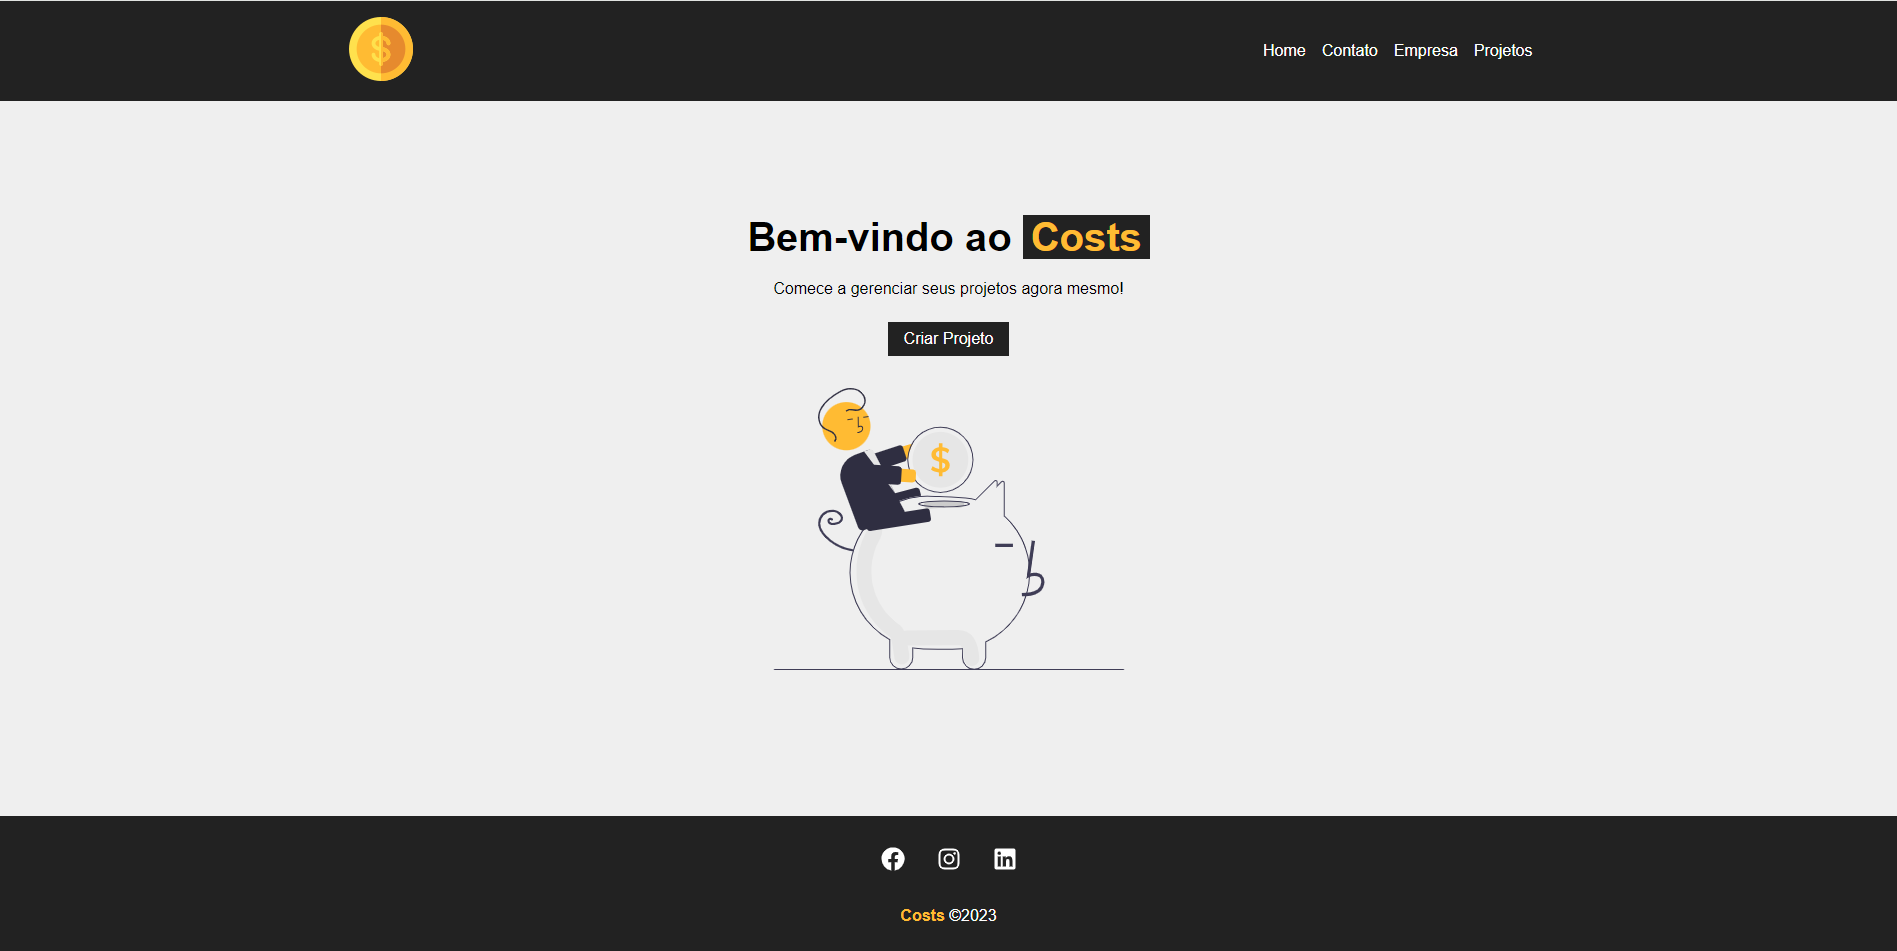 $
Home Contato Empresa Projetos
Bem-vindo ao Costs
Comece a gerenciar seus projetos agora mesmo!
Criar Projeto
$
Costs ©2023